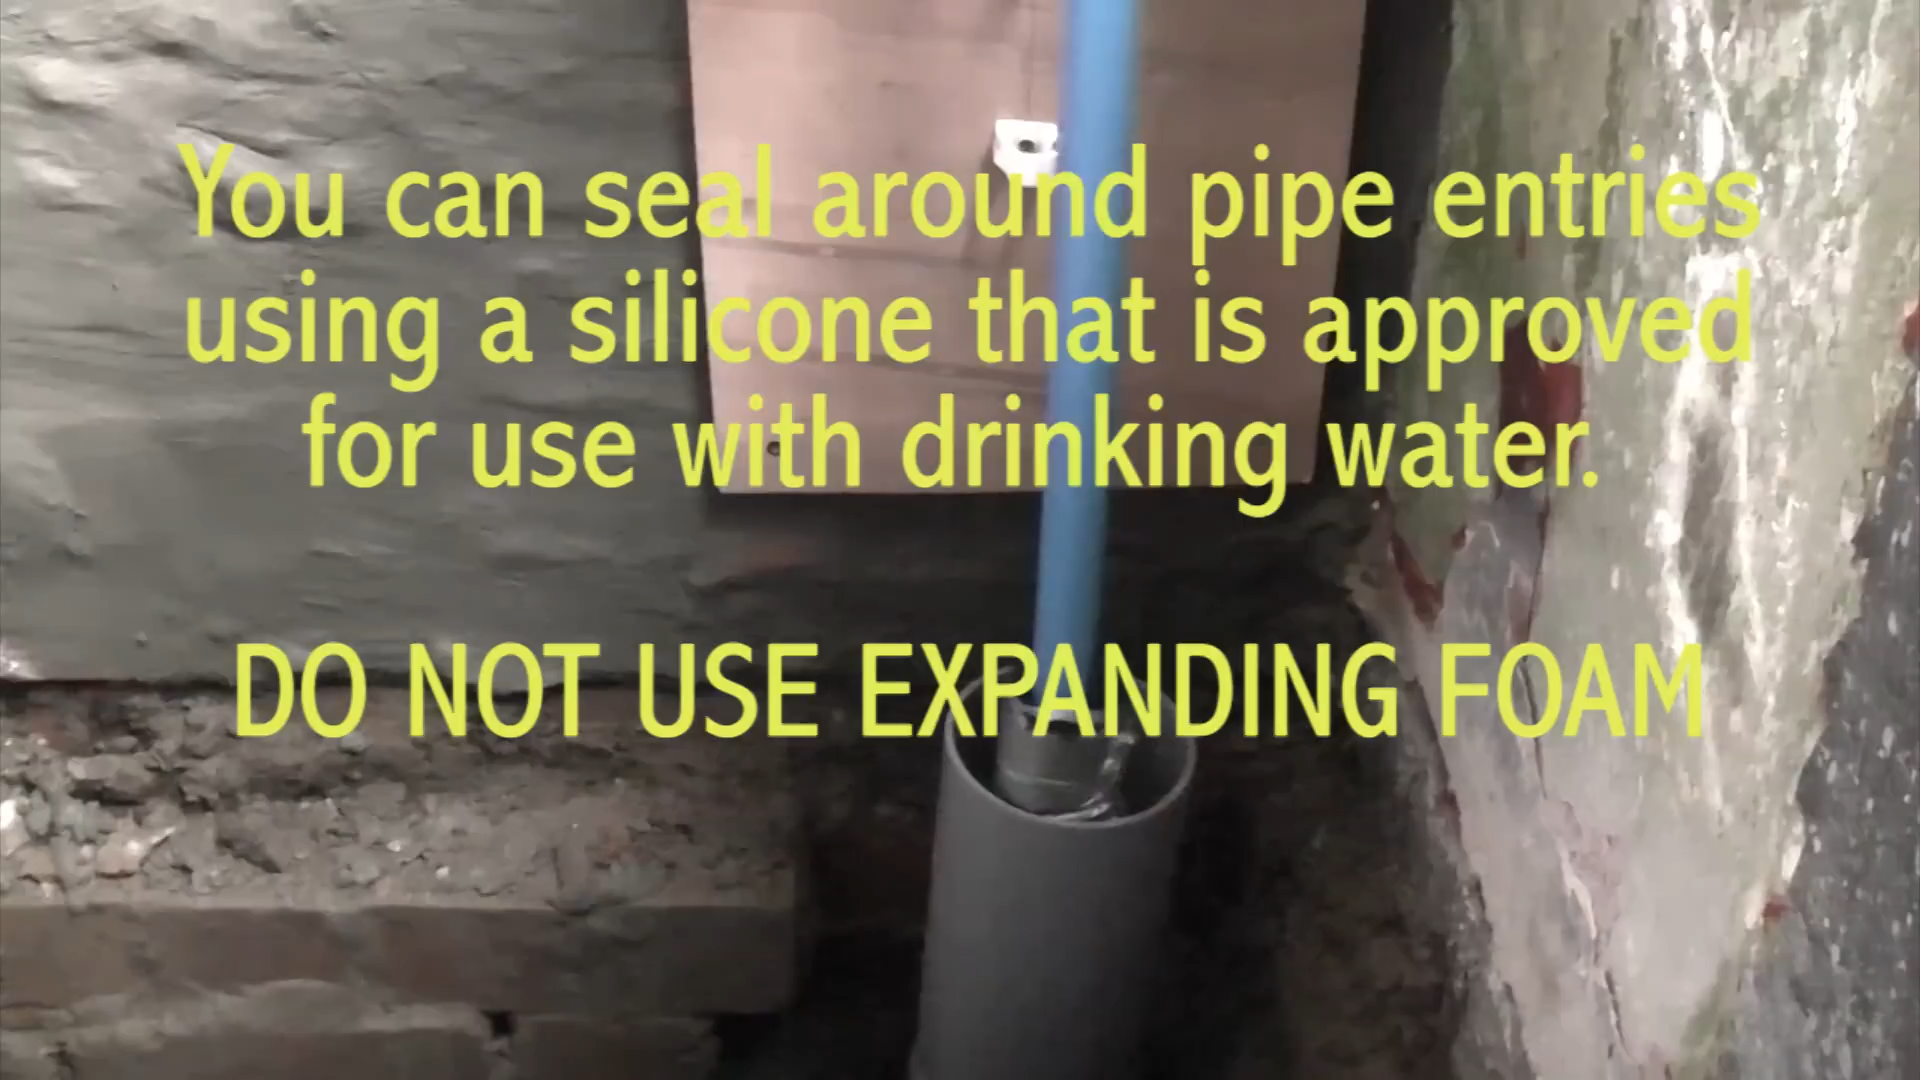 You can seal around pipe entries
using a silicone that is approved
for use with drinking water.
DO NOT USE EXPANDING FOAM